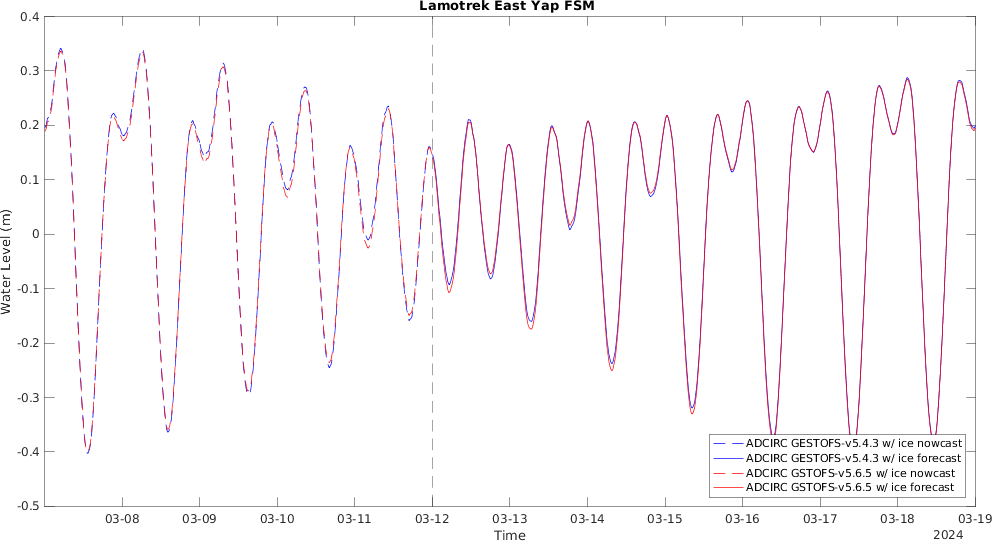 Lamotrek East Yap FSM
0.4
0.3
0.2
0.1
0
-0.1
-0.2
-0.3
-0.4
-0.5
Water Level (m)
ADCIRC GESTOFS-v5.4.3 w/ ice nowcast
ADCIRC GESTOFS-v5.4.3 w/ ice forecast
ADCIRC GSTOFS-v5.6.5 w/ ice nowcast
ADCIRC GSTOFS-v5.6.5 w/ ice forecast
03-08 03-09 03-10 03-11 03-12 03-13 03-14 03-15 03-16 03-17 03-18 03-19
Time
2024